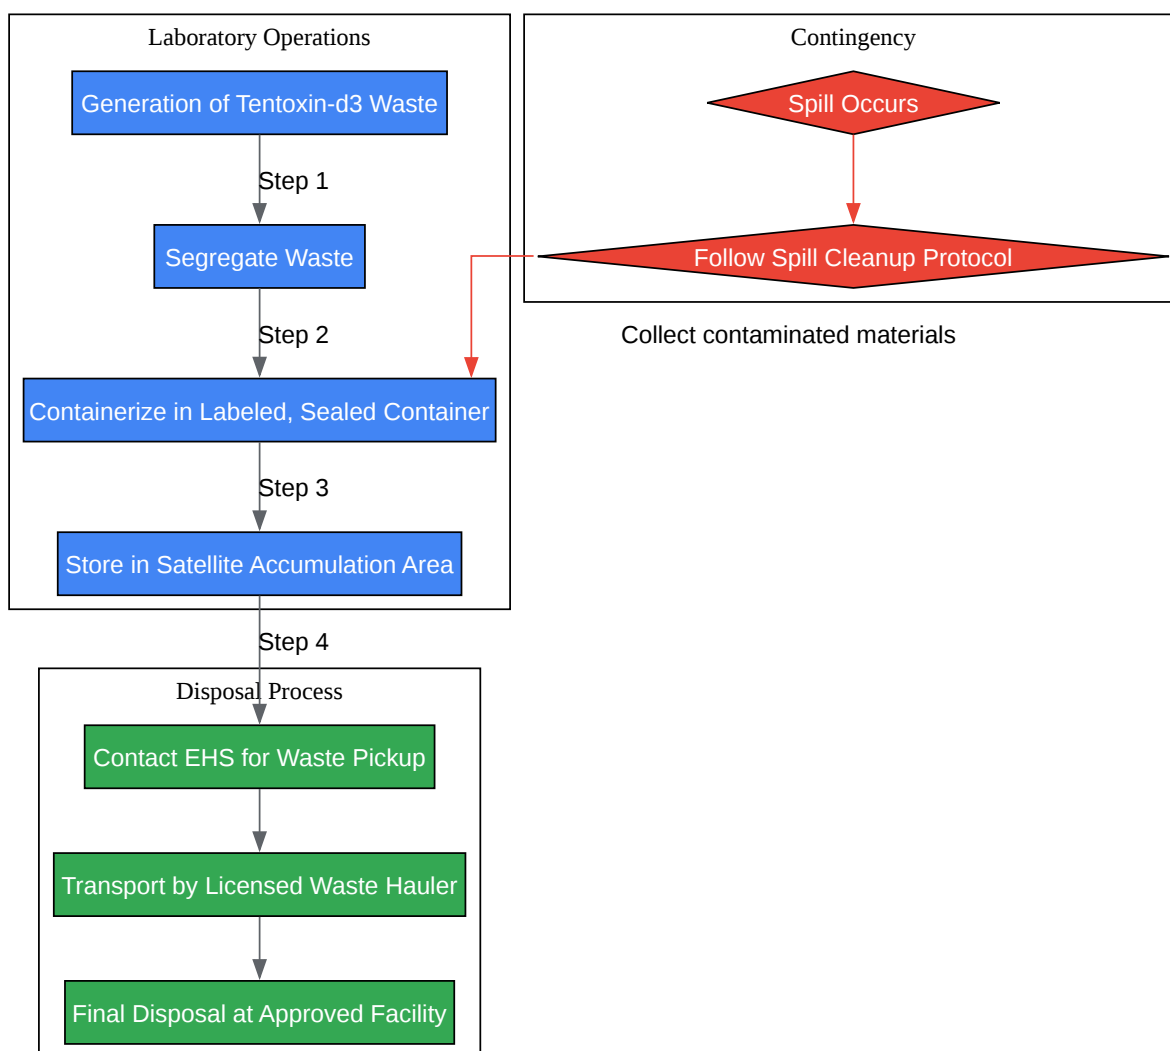 Laboratory Operations
Generation of Tentoxin-d3 Waste
Step 1
Segregate Waste
Step 2
Containerize in Labeled, Sealed Container
Step 3
Store in Satellite Accumulation Area
Step 4
Contingency
Spill Occurs
Follow Spill Cleanup Protocol
Collect contaminated materials
Disposal Process
Contact EHS for Waste Pickup
Transport by Licensed Waste Hauler
Final Disposal at Approved Facility